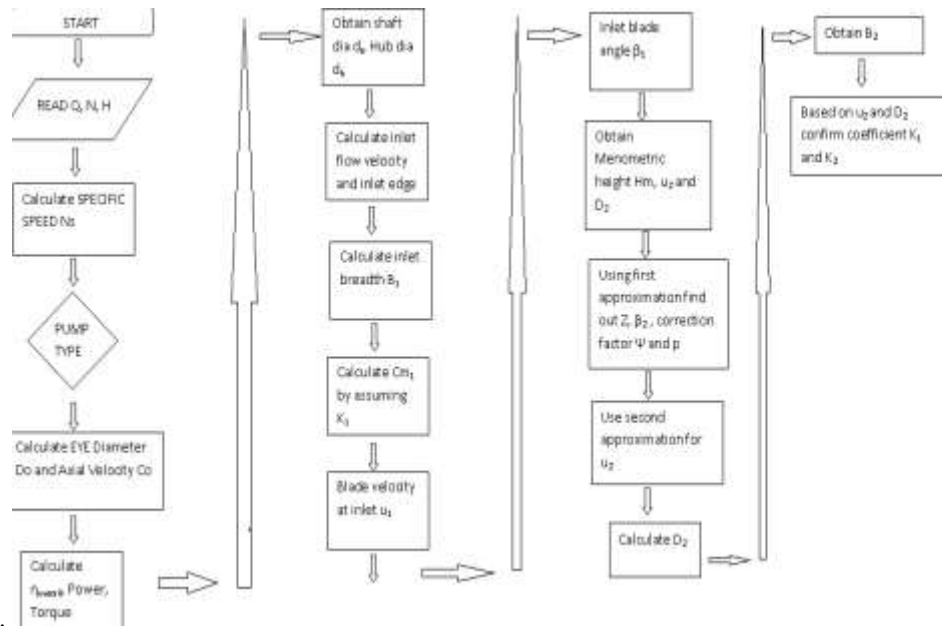 START
READ Q, N, H
Calculate SPECIFIC
SPEED Ns
PUMP
TYPE
Calculate EYE Diameter
Do and Axial Velocity Co
Calculate
Power,
Torque
Obtain shaft
dia dₛ, Hub dia
Calculate inlet
flow velocity
and inlet edge
Calculate inlet
breadth B₁
Calculate Cm₁
by assuming
K₁
Blade velocity
at inlet u₁
Inlet blade
angle β₁
Obtain
Menometric
height Hm, u₂ and
D₂
Using first
approximation find
out Z, β₂, correction
factor Ψ and p
Use second
approximation for
u₂
Calculate D₂
Obtain B₂
Based on u₂ and D₂
confirm coefficient K₁
and K₂